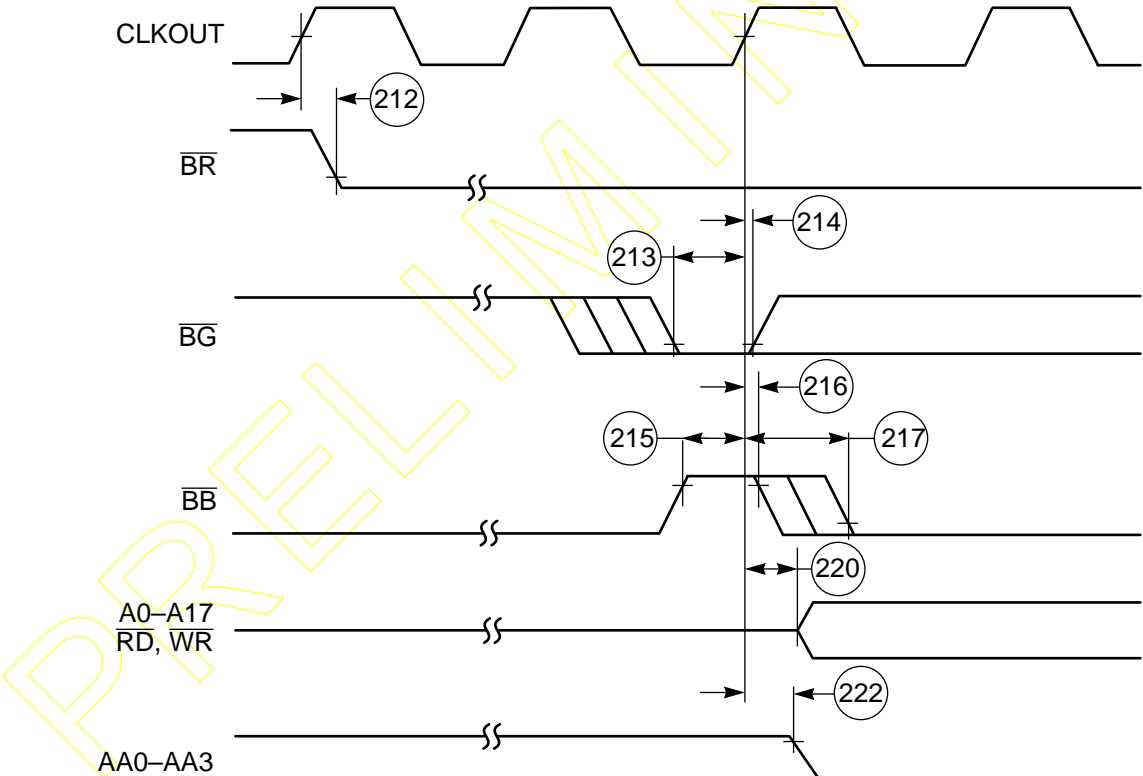 CLKOUT
212
BR
214
213
BG
216
215
217
BB
220
A0–A17
RD, WR
222
AA0–AA3
PRELIMIN